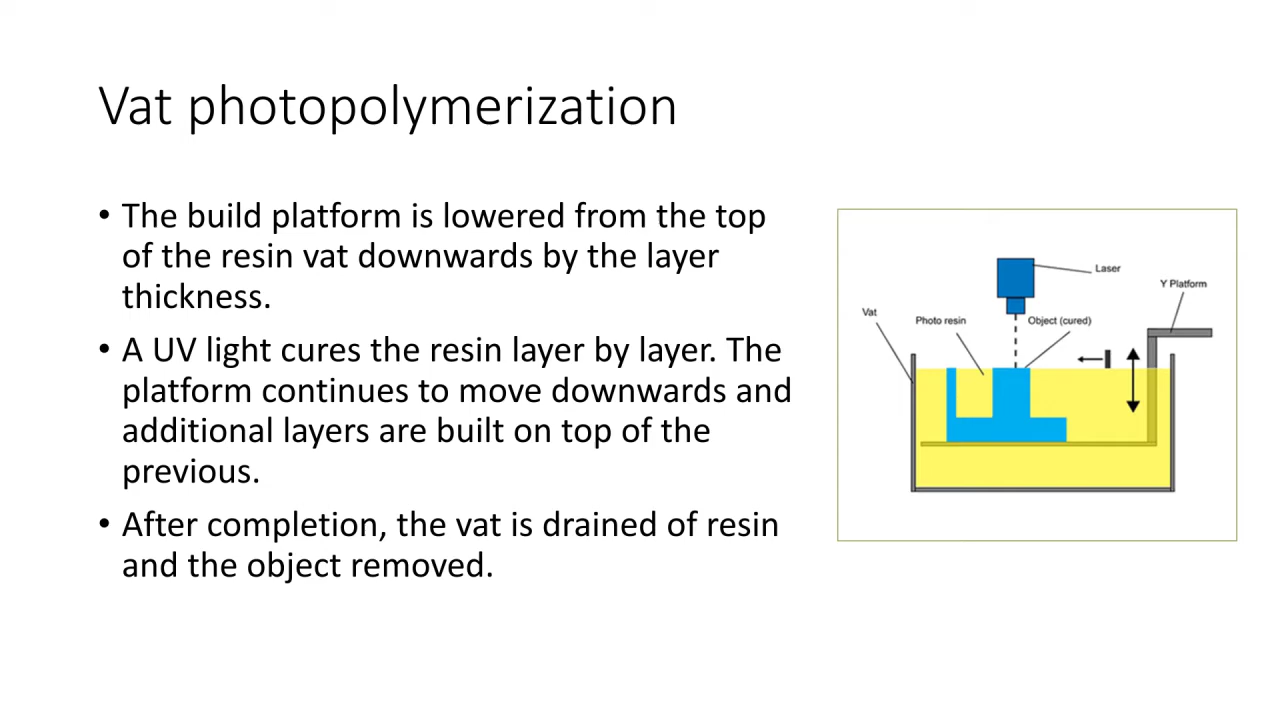 Vat photopolymerization
• The build platform is lowered from the top
of the resin vat downwards by the layer
thickness.
• A UV light cures the resin layer by layer. The
platform continues to move downwards and
additional layers are built on top of the
previous.
• After completion, the vat is drained of resin
and the object removed.
Laser
Y Platform
Vat
Photo resin
Object (cured)